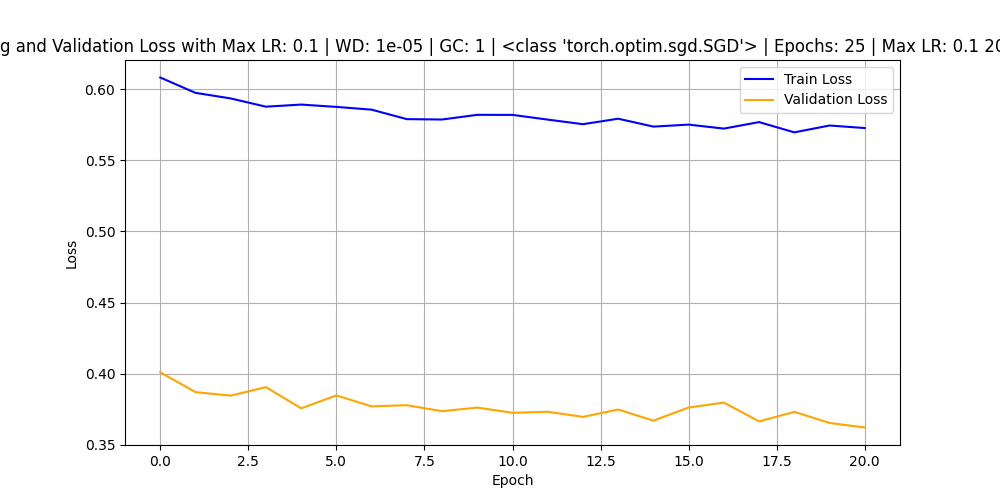 g and Validation Loss with Max LR: 0.1 | WD: 1e-05 | GC: 1 | <class 'torch.optim.sgd.SGD'> | Epochs: 25 | Max LR: 0.1 20
Train Loss
Validation Loss
0.60
0.55
0.50
0.45
0.40
0.35
Loss
0.0 2.5 5.0 7.5 10.0 12.5 15.0 17.5 20.0
Epoch